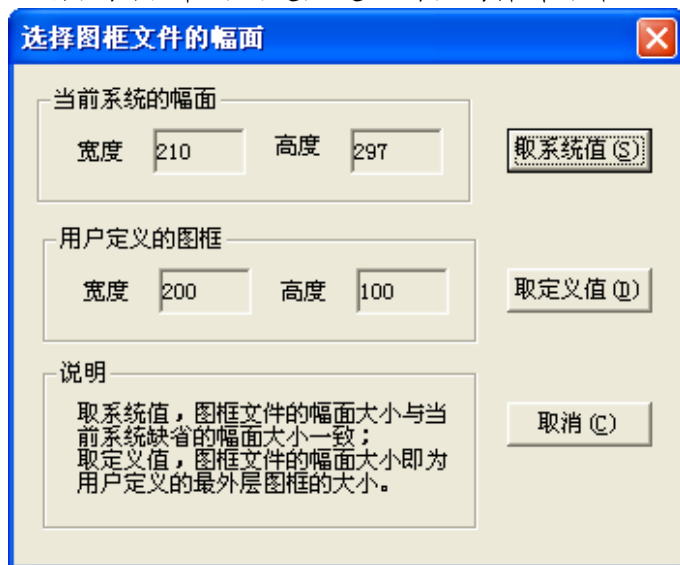 选择图框文件的幅面
当前系统的幅面
宽度 210 高度 297 取系统值(S)
用户定义的图框
宽度 200 高度 100 取定义值(D)
说明
取系统值，图框文件的幅面大小与当
前系统缺省的幅面大小一致；
取定义值，图框文件的幅面大小即为
用户定义的最外层图框的大小。
取消(C)